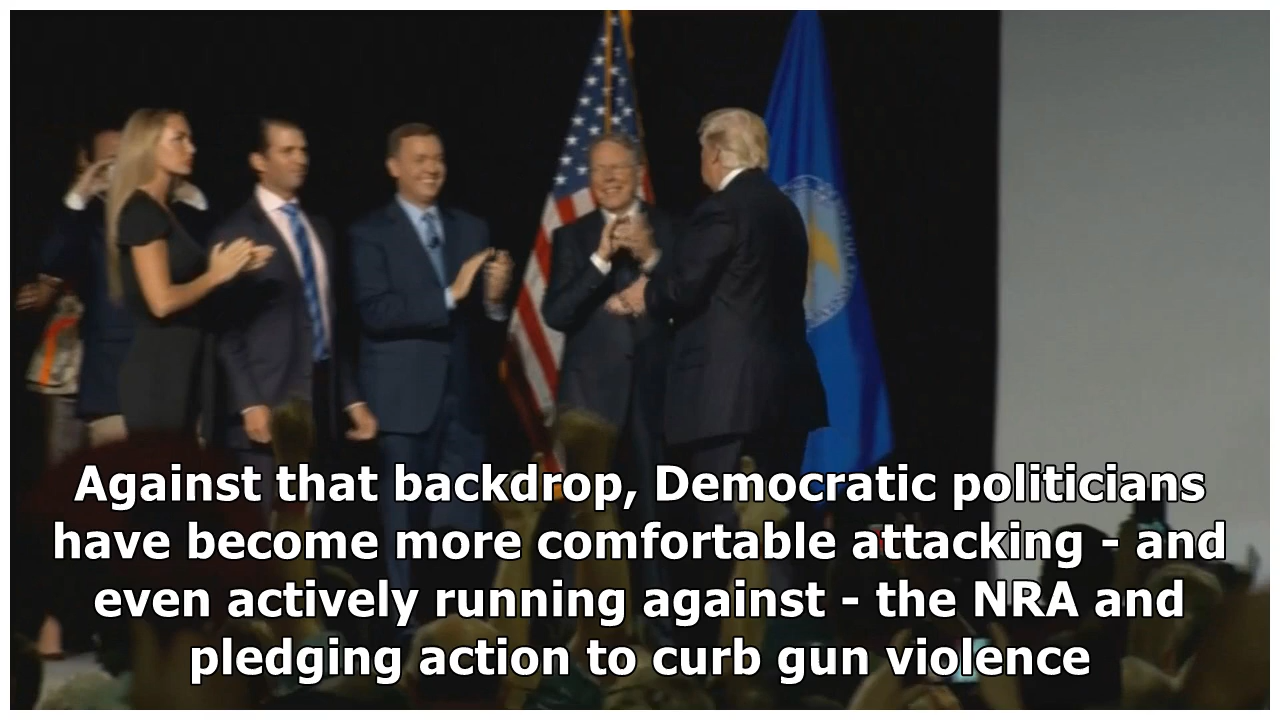 Against that backdrop, Democratic politicians
have become more comfortable attacking - and
even actively running against - the NRA and
pledging action to curb gun violence